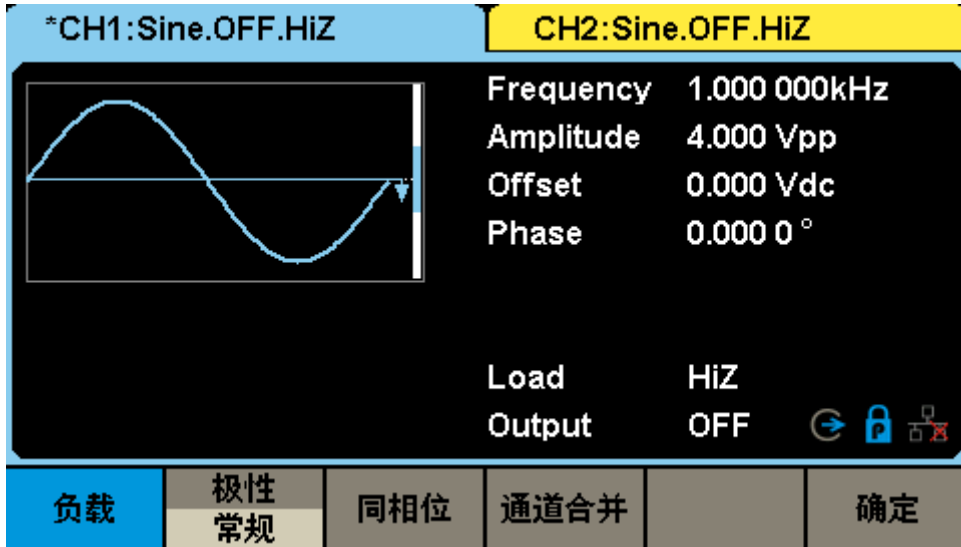 *CH1:Sine.OFF.HiZ
CH2:Sine.OFF.HiZ
Frequency 1.000 000kHz
Amplitude 4.000 Vpp
Offset 0.000 Vdc
Phase 0.000 0 °
Load HiZ
Output OFF
P
负载
极性
常规
同相位
通道合并
确定